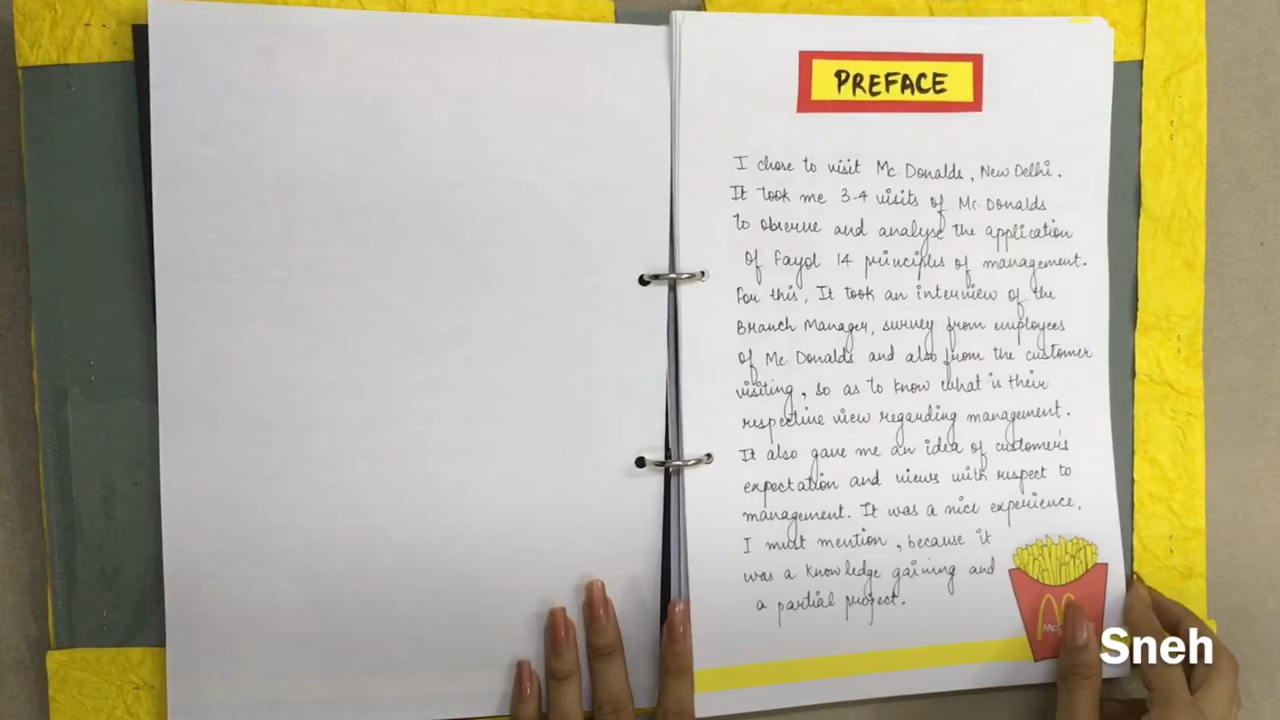 PREFACE
I chose to visit Mc. Donalds, New Delhi.
It took me 3-4 visits of Mc. Donalds
to observe and analyse the application
of Fayol 14 principles of management.
For this, It took an interview of the
Branch Manager, survey from employees
of Mc Donalds and also from the customer
visiting, so as to know what is their
respective view regarding management.
It also gave me an idea of customer's
expectation and views with respect to
management. It was a nice experience,
I must mention, because it
was a knowledge gaining and
a partial project.
Sneh